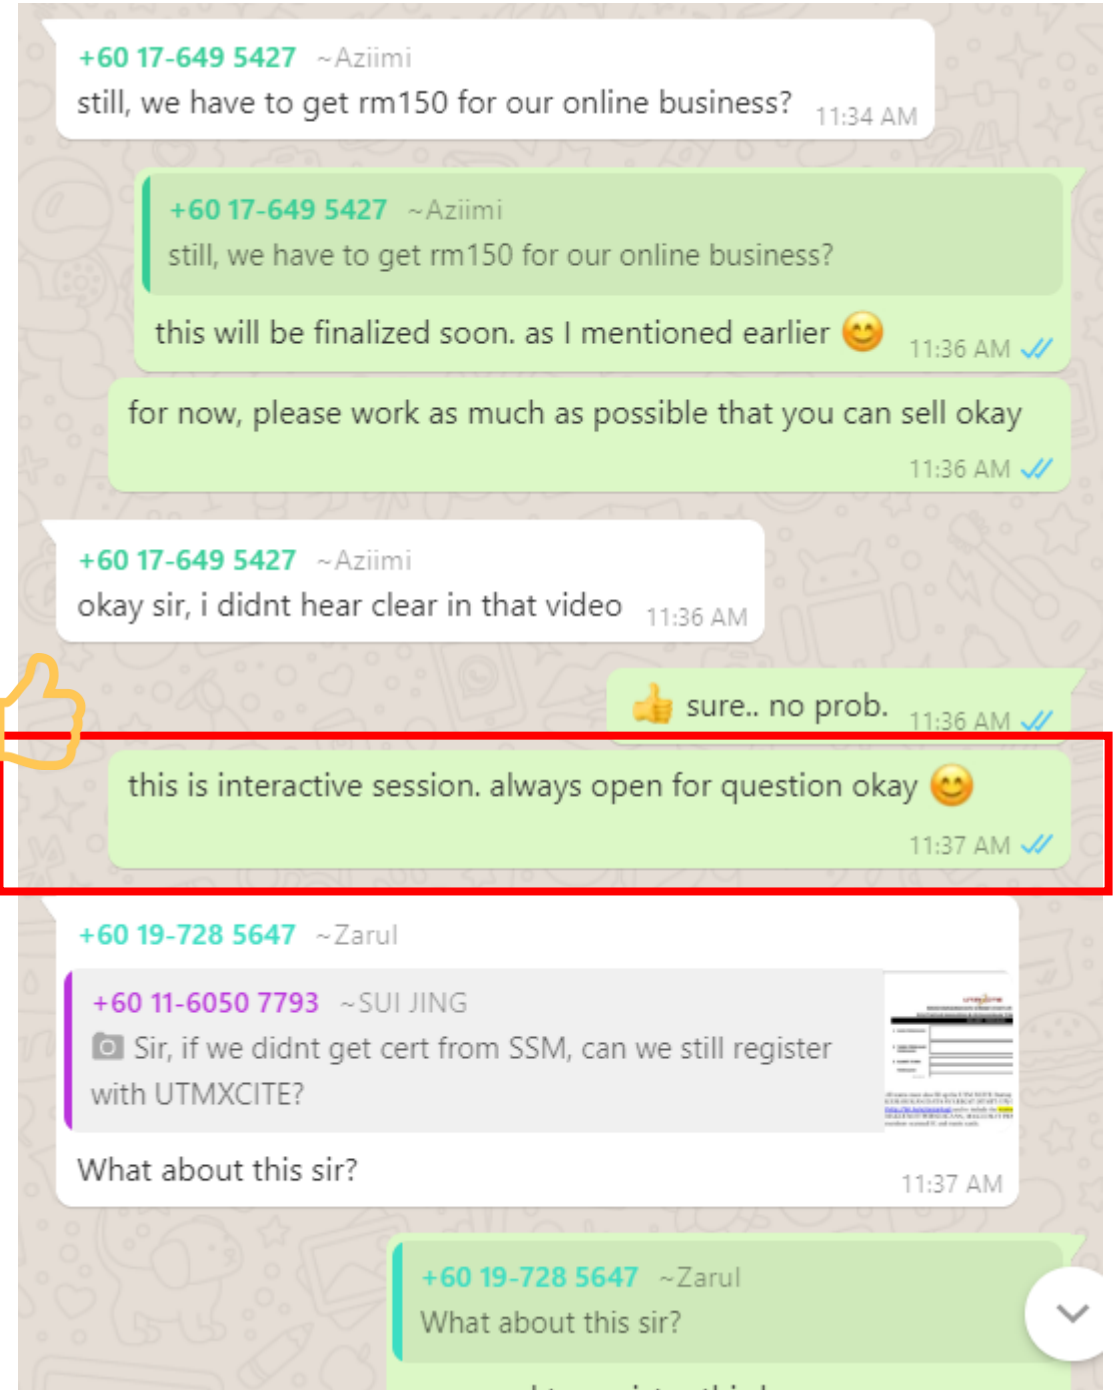 +60 17-649 5427 ~Aziimi
still, we have to get rm150 for our online business? 11:34 AM
+60 17-649 5427 ~Aziimi
still, we have to get rm150 for our online business?
this will be finalized soon. as I mentioned earlier 😊 11:36 AM
for now, please work as much as possible that you can sell okay
11:36 AM
+60 17-649 5427 ~Aziimi
okay sir, i didnt hear clear in that video 11:36 AM
👍 sure.. no prob. 11:36 AM
this is interactive session. always open for question okay 😊
11:37 AM
+60 19-728 5647 ~Zarul
+60 11-6050 7793 ~SUI JING
Sir, if we didnt get cert from SSM, can we still register
with UTMXCITE?
What about this sir?
11:37 AM
+60 19-728 5647 ~Zarul
What about this sir?